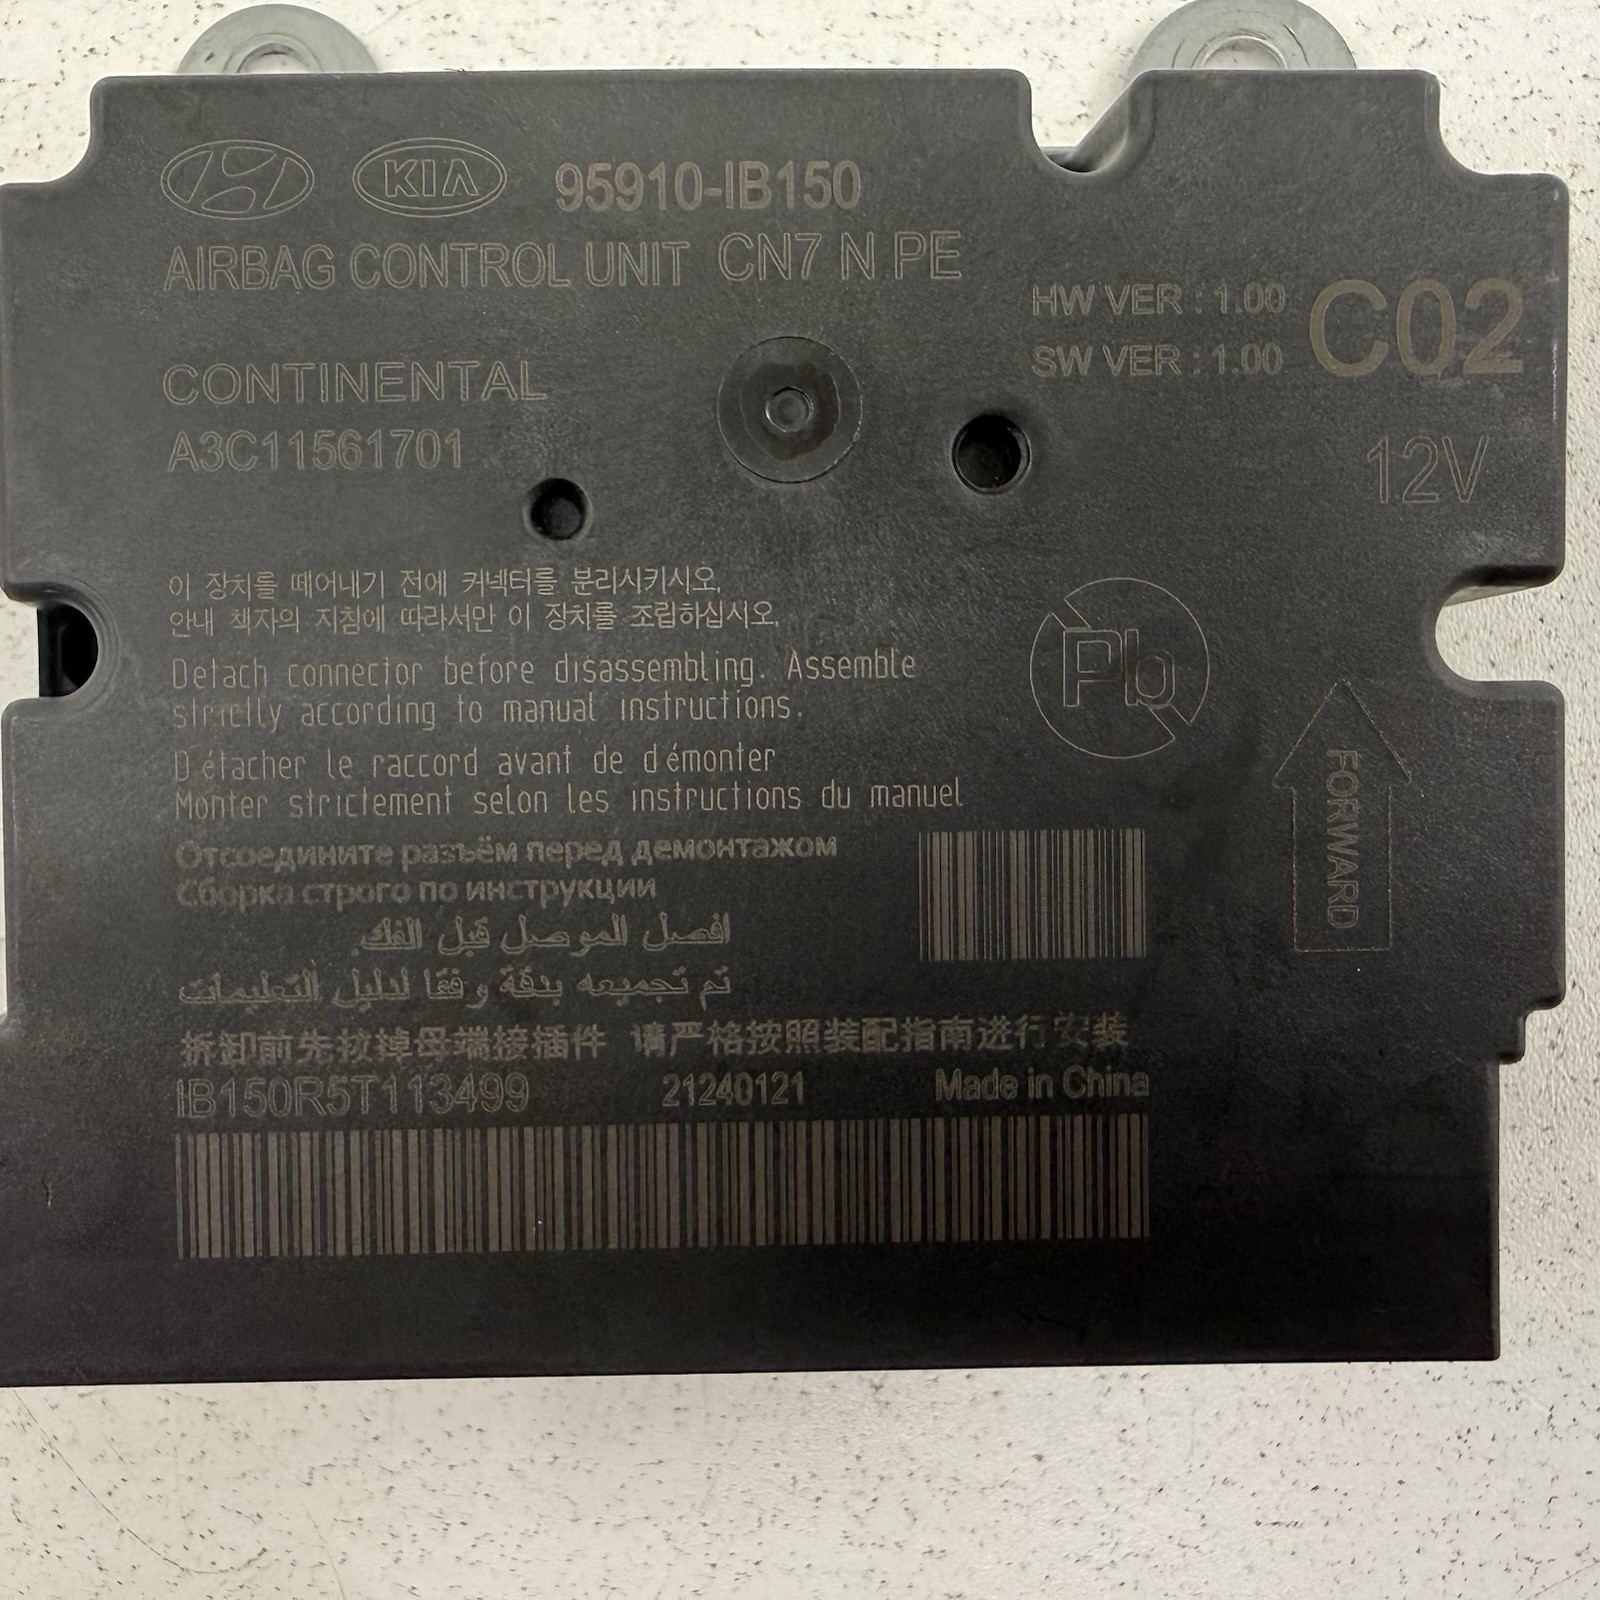 KIA 95910-IB150
AIRBAG CONTROL UNIT CN7 N PE
HW VER : 1.00
SW VER : 1.00
C02
CONTINENTAL
A3C11561701
12V
이 장치를 떼어내기 전에 커넥터를 분리시키시오,
안내 책자의 지침에 따라서만 이 장치를 조립하십시오,
Detach connector before disassembling. Assemble
strictly according to manual instructions.
Détacher le raccord avant de démonter
Monter strictement selon les instructions du manuel
Pb
FORWARD
Отсоедините разъём перед демонтажом
Сборка строго по инструкции
افصل الموصل قبل الفك.
تم تجميعه بدقة وفقا لدليل التعليمات
拆卸前先拔掉母端接插件 请严格按照装配指南进行安装
IB150R5T113499 21240121 Made in China